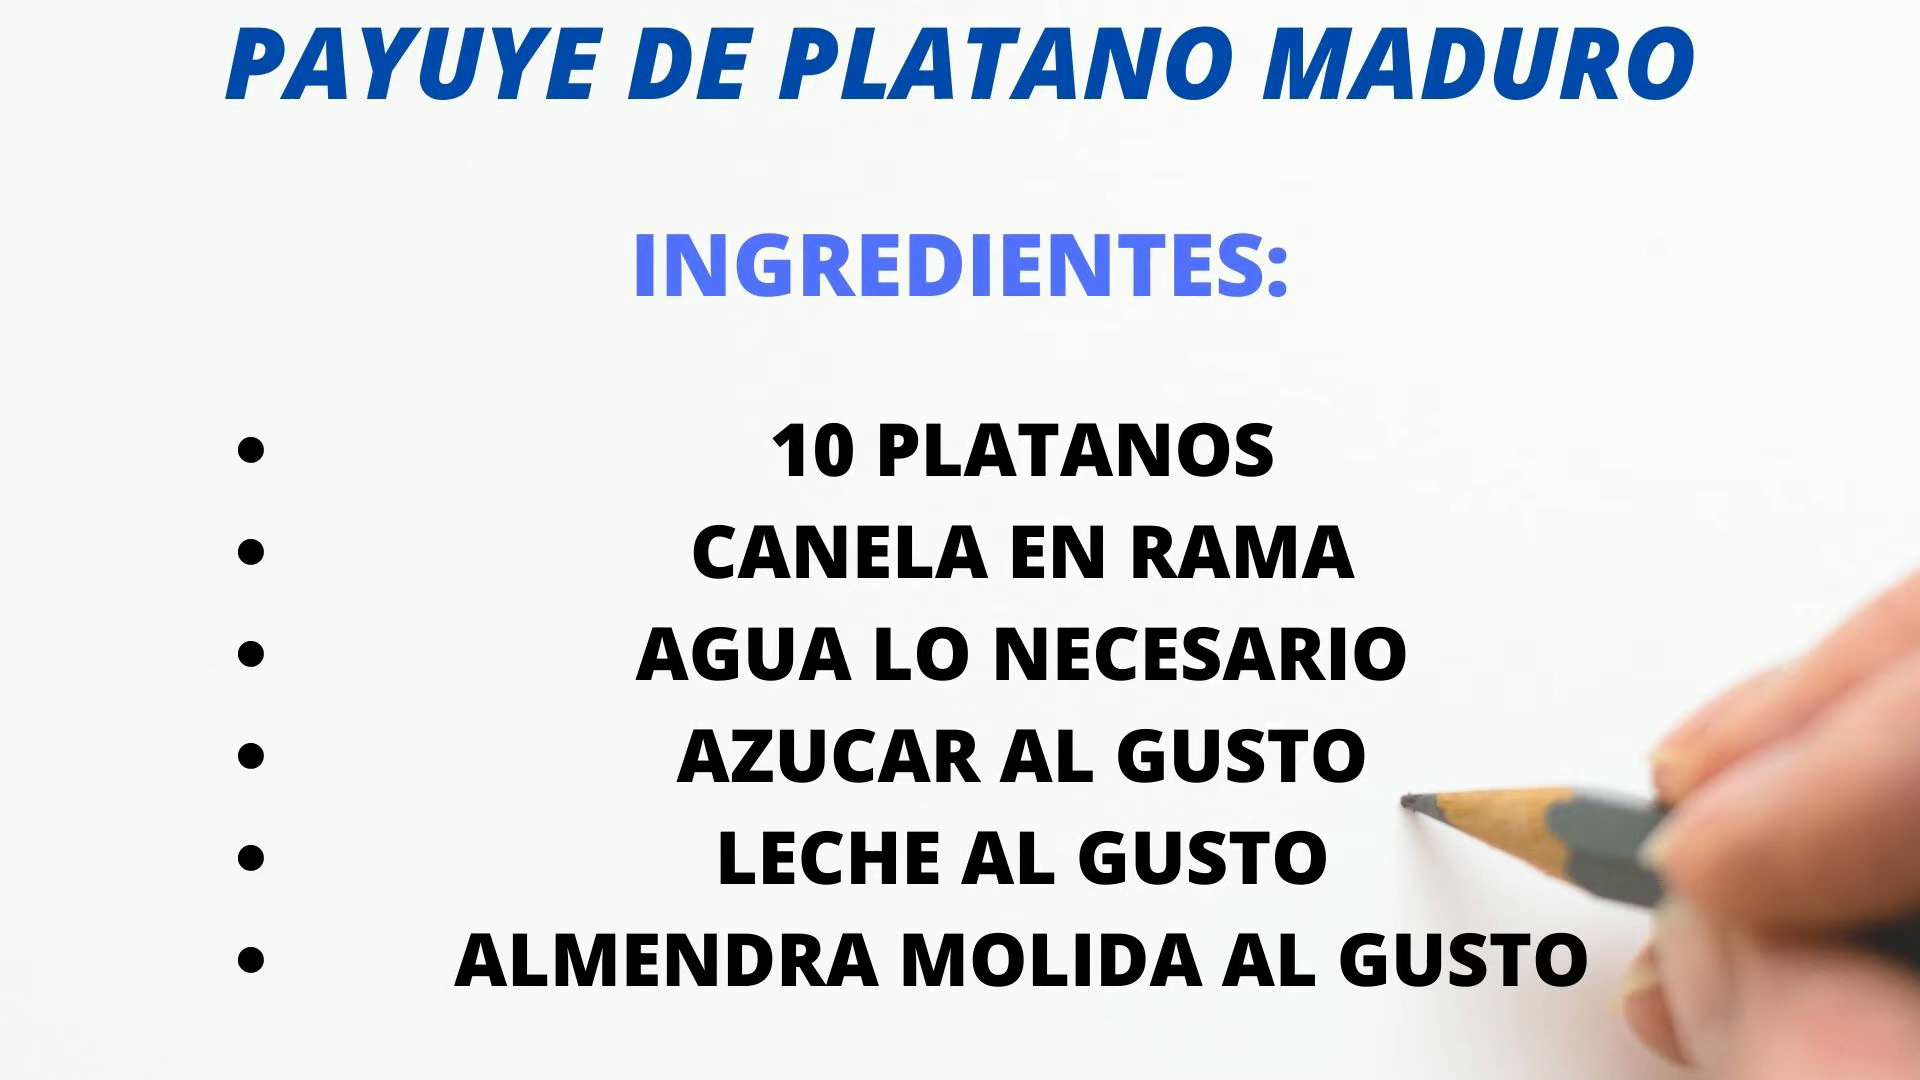 PAYUYE DE PLATANO MADURO
INGREDIENTES:
• 10 PLATANOS
• CANELA EN RAMA
• AGUA LO NECESARIO
• AZUCAR AL GUSTO
• LECHE AL GUSTO
• ALMENDRA MOLIDA AL GUSTO